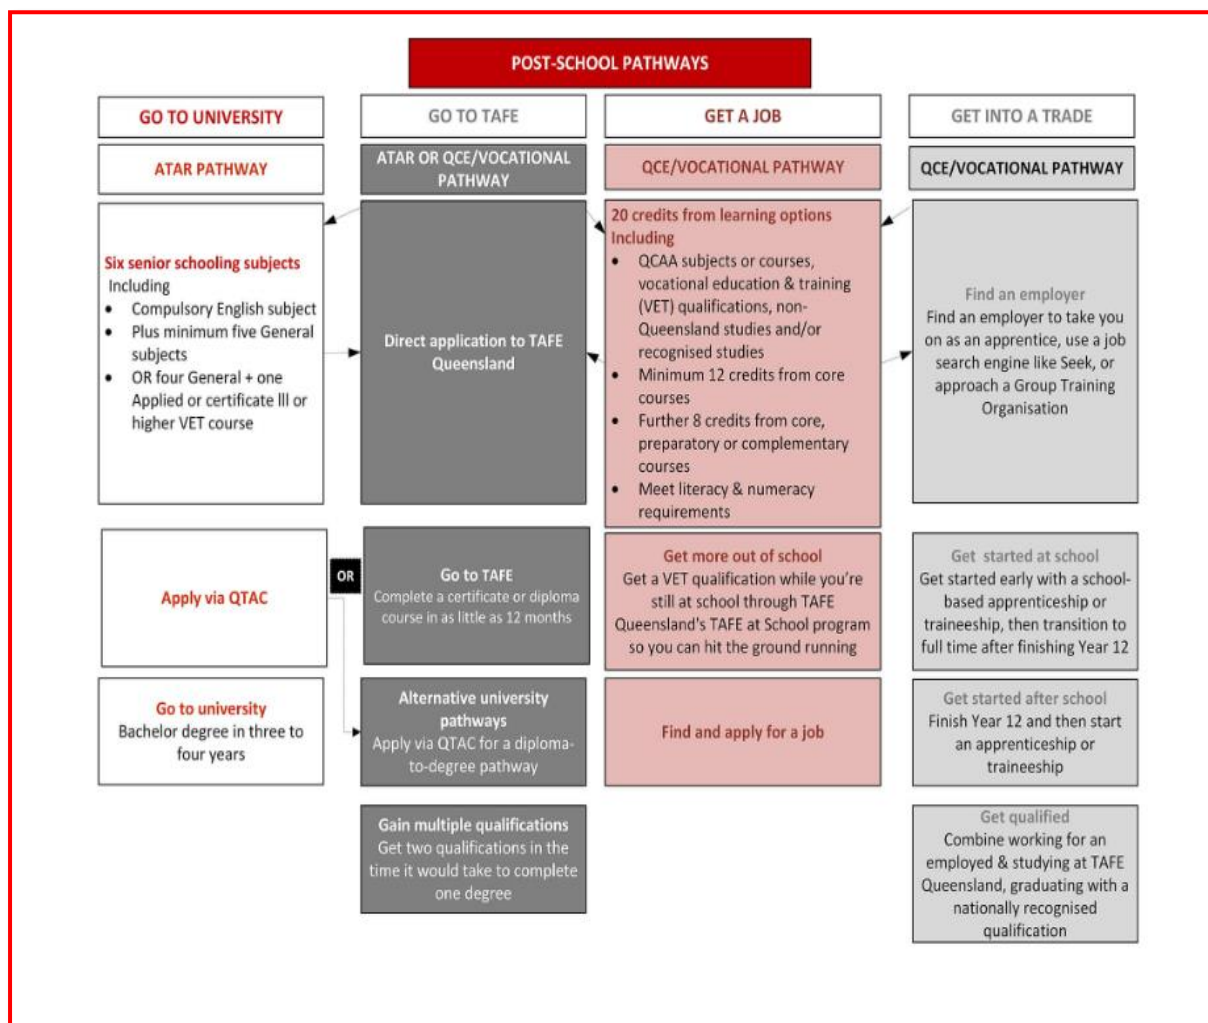 POST-SCHOOL PATHWAYS
GO TO UNIVERSITY
GO TO TAFE
GET A JOB
GET INTO A TRADE
ATAR PATHWAY
ATAR OR QCE/VOCATIONAL
PATHWAY
QCE/VOCATIONAL PATHWAY
QCE/VOCATIONAL PATHWAY
Six senior schooling subjects
Including
• Compulsory English subject
• Plus minimum five General
subjects
• OR four General + one
Applied or certificate lll or
higher VET course
Direct application to TAFE
Queensland
20 credits from learning options
Including
• QCAA subjects or courses,
vocational education & training
(VET) qualifications, non-
Queensland studies and/or
recognised studies
• Minimum 12 credits from core
courses
• Further 8 credits from core,
preparatory or complementary
courses
• Meet literacy & numeracy
requirements
Find an employer
Find an employer to take you
on as an apprentice, use a job
search engine like Seek, or
approach a Group Training
Organisation
Apply via QTAC
OR
Go to TAFE
Complete a certificate or diploma
course in as little as 12 months
Get more out of school
Get a VET qualification while you’re
still at school through TAFE
Queensland's TAFE at School program
so you can hit the ground running
Get started at school
Get started early with a school-
based apprenticeship or
traineeship, then transition to
full time after finishing Year 12
Go to university
Bachelor degree in three to
four years
Alternative university
pathways
Apply via QTAC for a diploma-
to-degree pathway
Find and apply for a job
Get started after school
Finish Year 12 and then start
an apprenticeship or
traineeship
Gain multiple qualifications
Get two qualifications in the
time it would take to complete
one degree
Get qualified
Combine working for an
employed & studying at TAFE
Queensland, graduating with a
nationally recognised
qualification